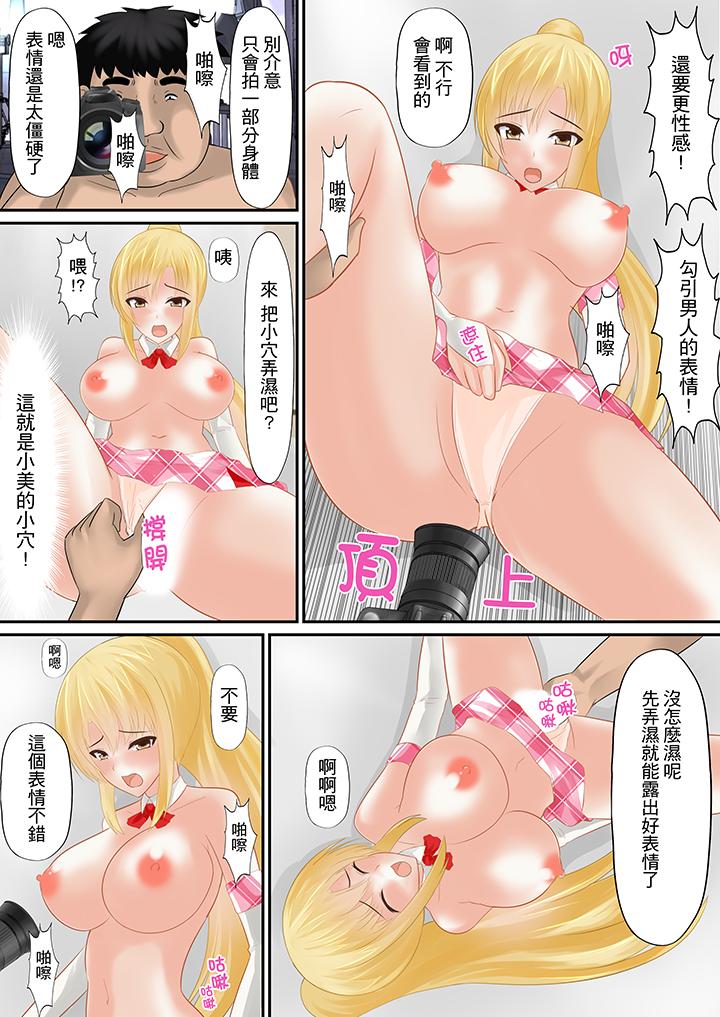 還要更性感！
呀
啊 不行
會看到的
啪嚓
勾引男人的表情！
啪嚓
遮住
頂上
別介意
只會拍一部分身體
啪嚓
啪嚓
嗯
表情還是太僵硬了
咦
喂!?
來 把小穴弄濕吧？
撐開
這就是小美的小穴！
沒怎麼濕呢
先弄濕就能露出好表情了
咕啾
咕啾
啊啊嗯
啊嗯
不要
這個表情不錯
啪嚓
啪嚓
咕啾
咕啾